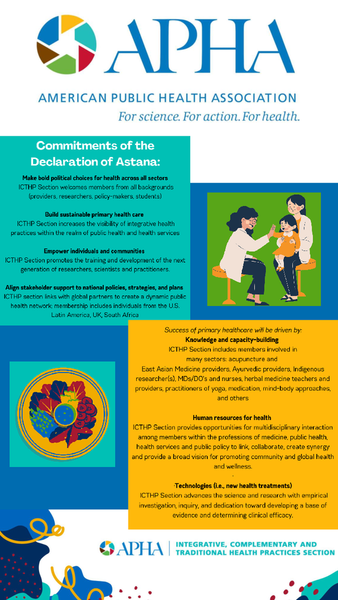 APHA
AMERICAN PUBLIC HEALTH ASSOCIATION
For science. For action. For health.
Commitments of the
Declaration of Astana:
Make bold political choices for health across all sectors
ICTHP Section welcomes members from all backgrounds
(providers, researchers, policy-makers, students)
Build sustainable primary health care
ICTHP Section increases the visibility of integrative health
practices within the realm of public health and health services
Empower individuals and communities
ICTHP Section promotes the training and development of the next
generation of researchers, scientists and practitioners.
Align stakeholder support to national policies, strategies, and plans
ICTHP section links with global partners to create a dynamic public
health network: membership includes individuals from the U.S.
Latin America, UK, South Africa
Success of primary healthcare will be driven by:
Knowledge and capacity-building
ICTHP Section includes members involved in
many sectors: acupuncture and
East Asian Medicine providers, Ayurvedic providers, Indigenous
researcher(s), MDs/DO's and nurses, herbal medicine teachers and
providers, practitioners of yoga, medication, mind-body approaches,
and others
Human resources for health
ICTHP Section provides opportunities for multidisciplinary interaction
among members within the professions of medicine, public health,
health services and public policy to link, collaborate, create synergy
and provide a broad vision for promoting community and global health
and wellness.
Technologies (i.e., new health treatments)
ICTHP Section advances the science and research with empirical
investigation, inquiry, and dedication toward developing a base of
evidence and determining clinical efficacy.
APHA
INTEGRATIVE, COMPLEMENTARY AND
TRADITIONAL HEALTH PRACTICES SECTION